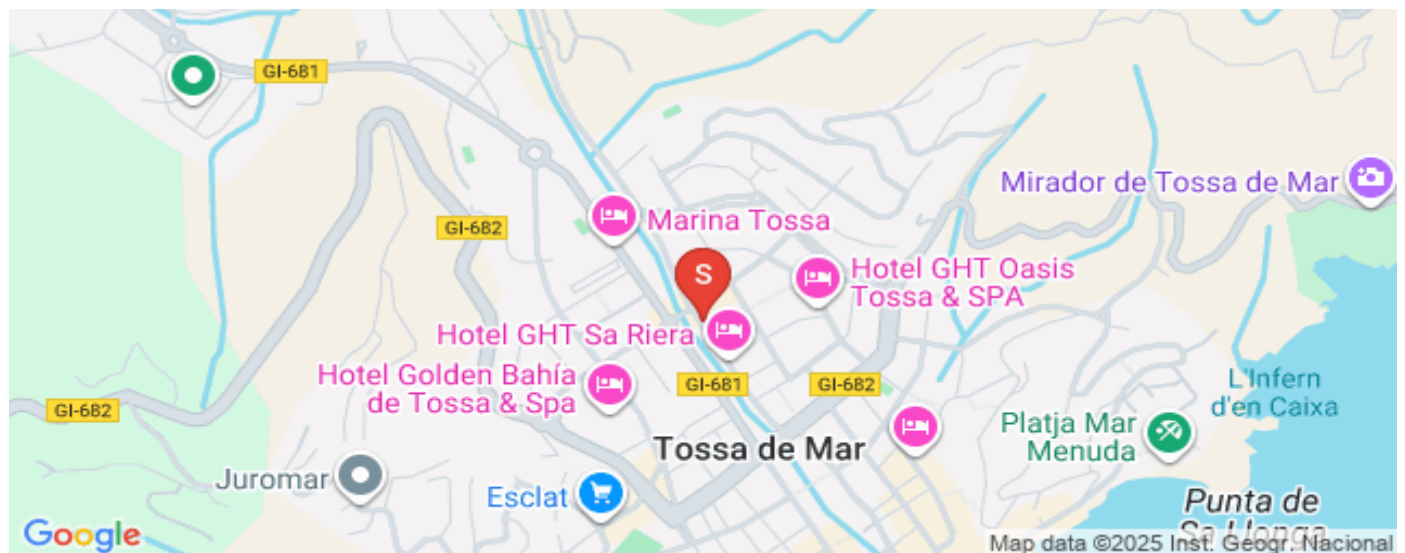 GI-681
Mirador de Tossa de Mar
Marina Tossa
GI-682
S
Hotel GHT Oasis
Tossa & SPA
Hotel GHT Sa Riera
Hotel Golden Bahía
de Tossa & Spa
GI-681
GI-682
L'Infern
d'en Caixa
GI-682
Platja Mar
Menuda
Tossa de Mar
Juromar
Esclat
Punta de
Sa Llonga
Google
Map data ©2025 Inst. Geogr. Nacional